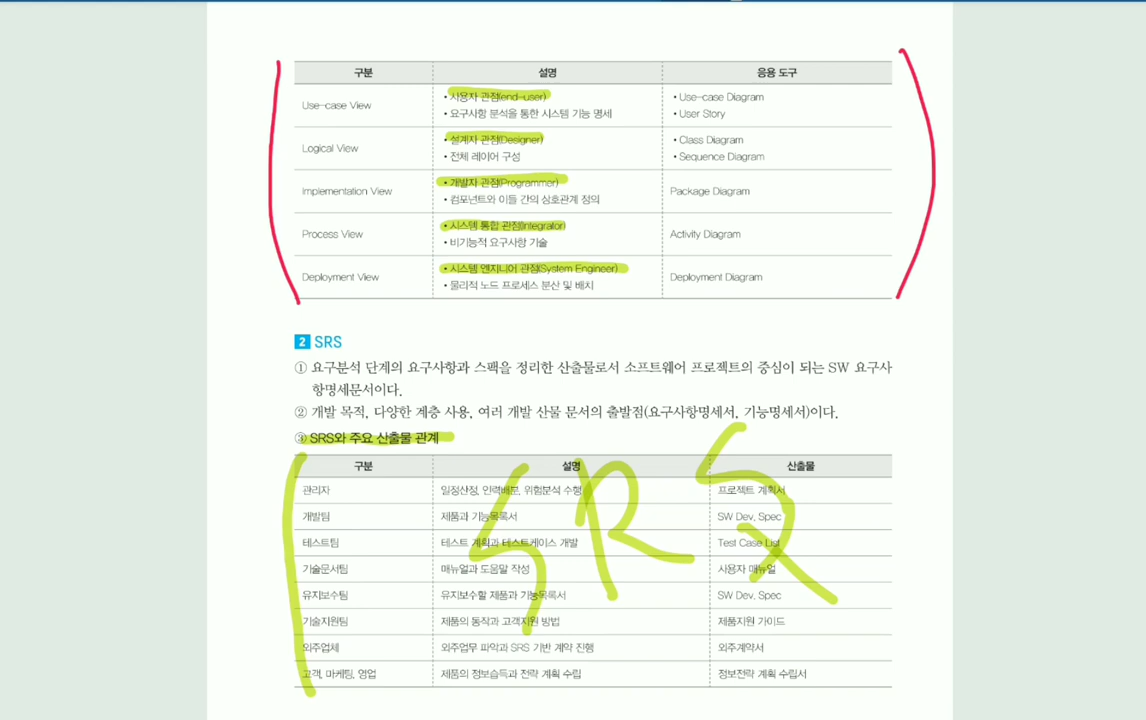 구분 설명 응용 도구
Use-case View • 사용자 관점(end-user) • Use-case Diagram
• 요구사항 분석을 통한 시스템 기능 명세 • User Story
Logical View • 설계자 관점(Designer) • Class Diagram
• 전체 레이어 구성 • Sequence Diagram
Implementation View • 개발자 관점(Programmer) Package Diagram
• 컴포넌트와 이들 간의 상호관계 정의
Process View • 시스템 통합 관점(Integrator) Activity Diagram
• 비기능적 요구사항 기술
Deployment View • 시스템 엔지니어 관점(System Engineer) Deployment Diagram
• 물리적 노드 프로세스 분산 및 배치
2 SRS
① 요구분석 단계의 요구사항과 스팩을 정리한 산출물로서 소프트웨어 프로젝트의 중심이 되는 SW 요구사
항명세문서이다.
② 개발 목적, 다양한 계층 사용, 여러 개발 산물 문서의 출발점(요구사항명세서, 기능명세서)이다.
③ SRS와 주요 산출물 관계
구분 설명 산출물
관리자 일정산정, 인력배분, 위험분석 수행 프로젝트 계획서
개발팀 제품과 기능목록서 SW Dev, Spec
테스트팀 테스트 계획과 테스트케이스 개발 Test Case List
기술문서팀 매뉴얼과 도움말 작성 사용자 매뉴얼
유지보수팀 유지보수할 제품과 기능목록서 SW Dev, Spec
기술지원팀 제품의 동작과 고객지원 방법 제품지원 가이드
외주업체 외주업무 파악과 SRS 기반 계약 진행 외주계약서
고객, 마케팅, 영업 제품의 정보습득과 전략 계획 수립 정보전략 계획 수립서
SRS